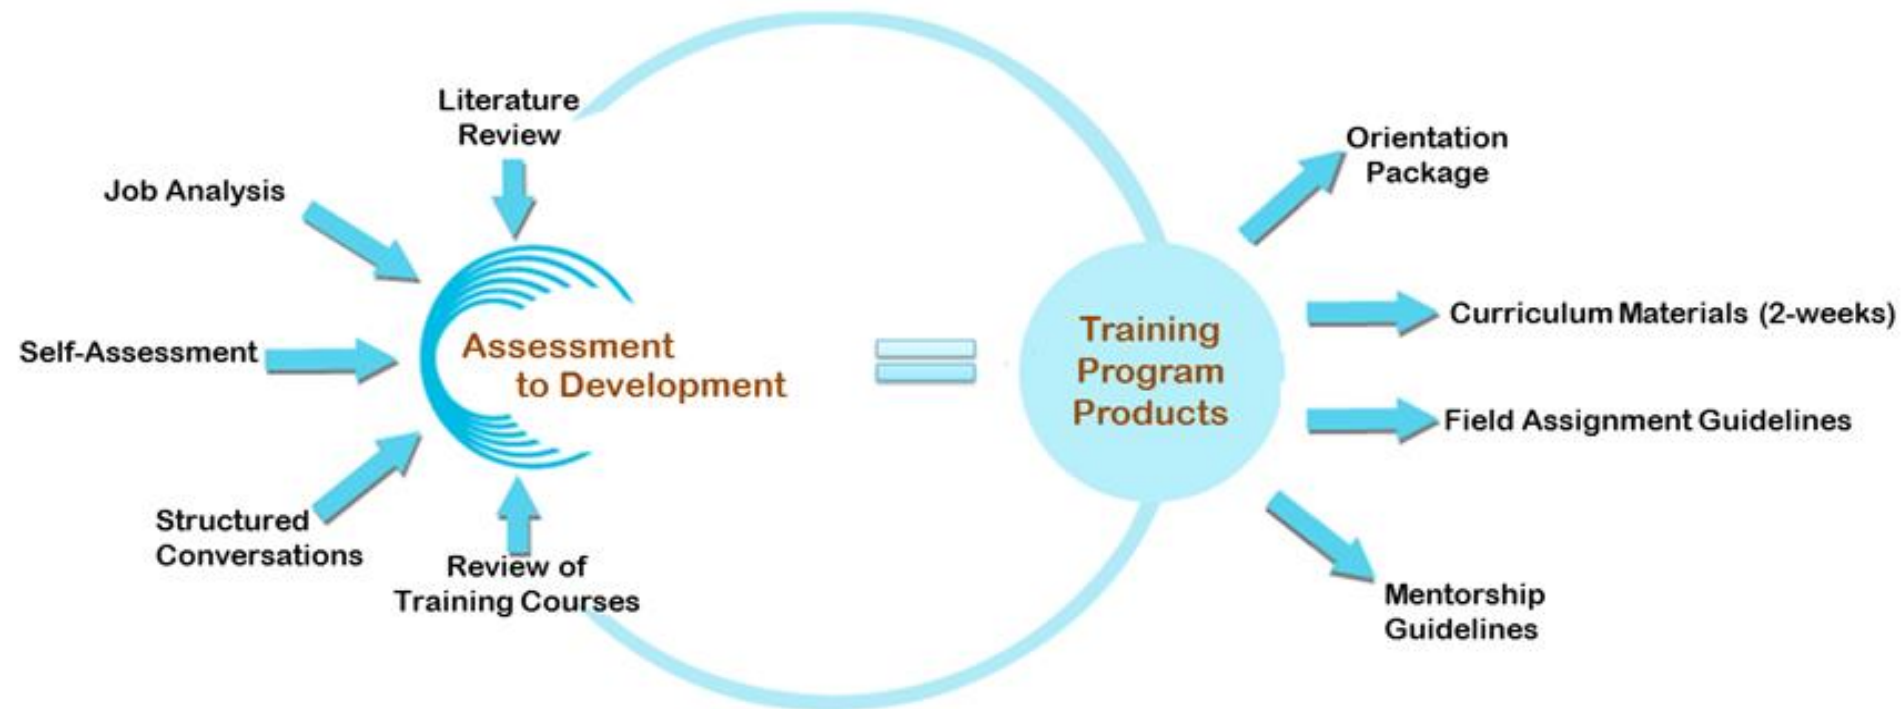 Literature
Review
Job Analysis
Self-Assessment
Structured
Conversations
Review of
Training Courses
Assessment
to Development
Training
Program
Products
Orientation
Package
Curriculum Materials (2-weeks)
Field Assignment Guidelines
Mentorship
Guidelines